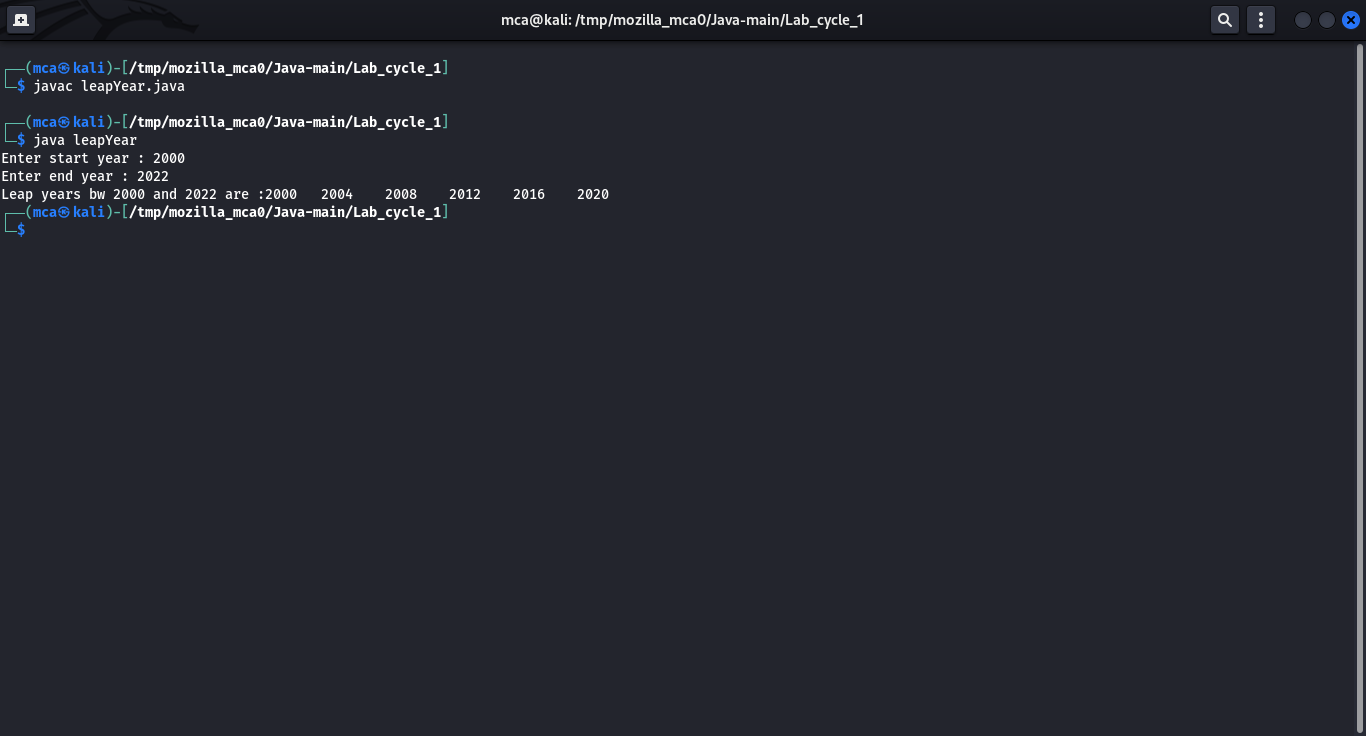 mca@kali: /tmp/mozilla_mca0/Java-main/Lab_cycle_1
┌──(mca㉿kali)-[/tmp/mozilla_mca0/Java-main/Lab_cycle_1]
└─$ javac leapYear.java
┌──(mca㉿kali)-[/tmp/mozilla_mca0/Java-main/Lab_cycle_1]
└─$ java leapYear
Enter start year : 2000
Enter end year : 2022
Leap years bw 2000 and 2022 are :2000   2004    2008    2012    2016    2020
┌──(mca㉿kali)-[/tmp/mozilla_mca0/Java-main/Lab_cycle_1]
└─$